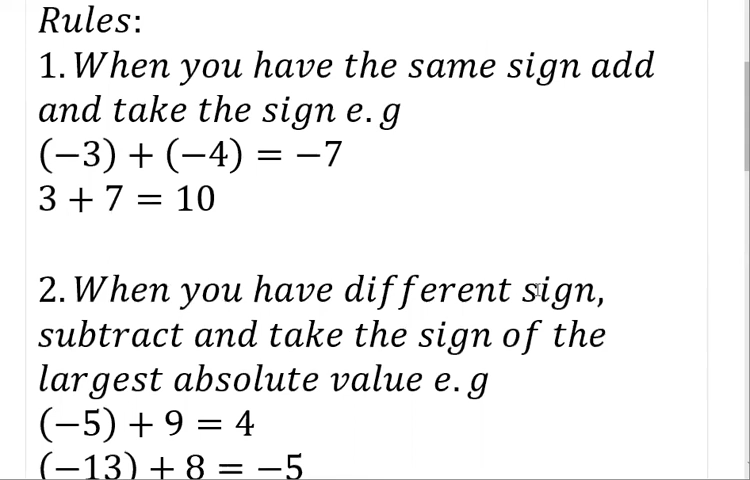 Rules:
1. When you have the same sign add
and take the sign e.g
(−3) + (−4) = −7
3 + 7 = 10
2. When you have different sign,
subtract and take the sign of the
largest absolute value e.g
(−5) + 9 = 4
(−13) + 8 = −5